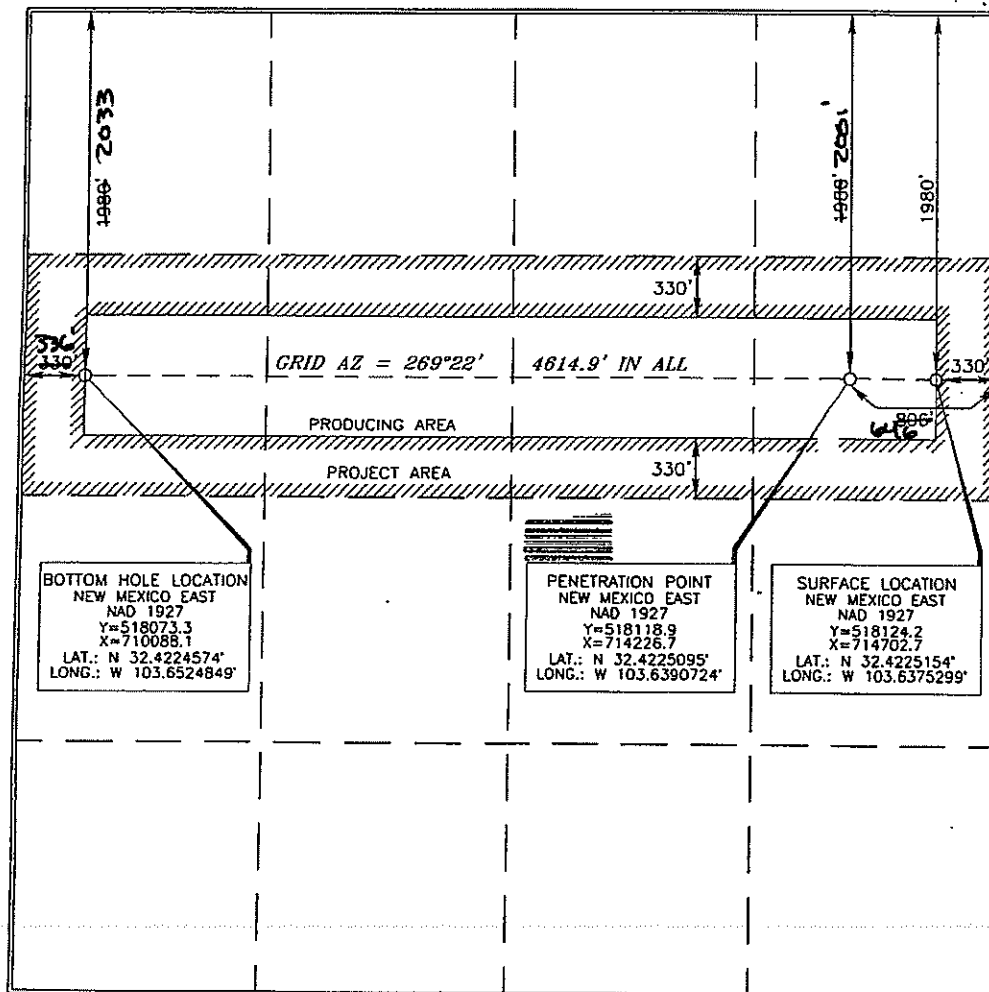 1980' 2033
1980' 2061'
1980'
330'
336'
330
GRID AZ = 269°22' 4614.9' IN ALL
330'
806'
646
PRODUCING AREA
PROJECT AREA
330'
BOTTOM HOLE LOCATION
NEW MEXICO EAST
NAD 1927
Y=518073.3
X=710088.1
LAT.: N 32.4224574°
LONG.: W 103.6524849°
PENETRATION POINT
NEW MEXICO EAST
NAD 1927
Y=518118.9
X=714226.7
LAT.: N 32.4225095°
LONG.: W 103.6390724°
SURFACE LOCATION
NEW MEXICO EAST
NAD 1927
Y=518124.2
X=714702.7
LAT.: N 32.4225154°
LONG.: W 103.6375299°